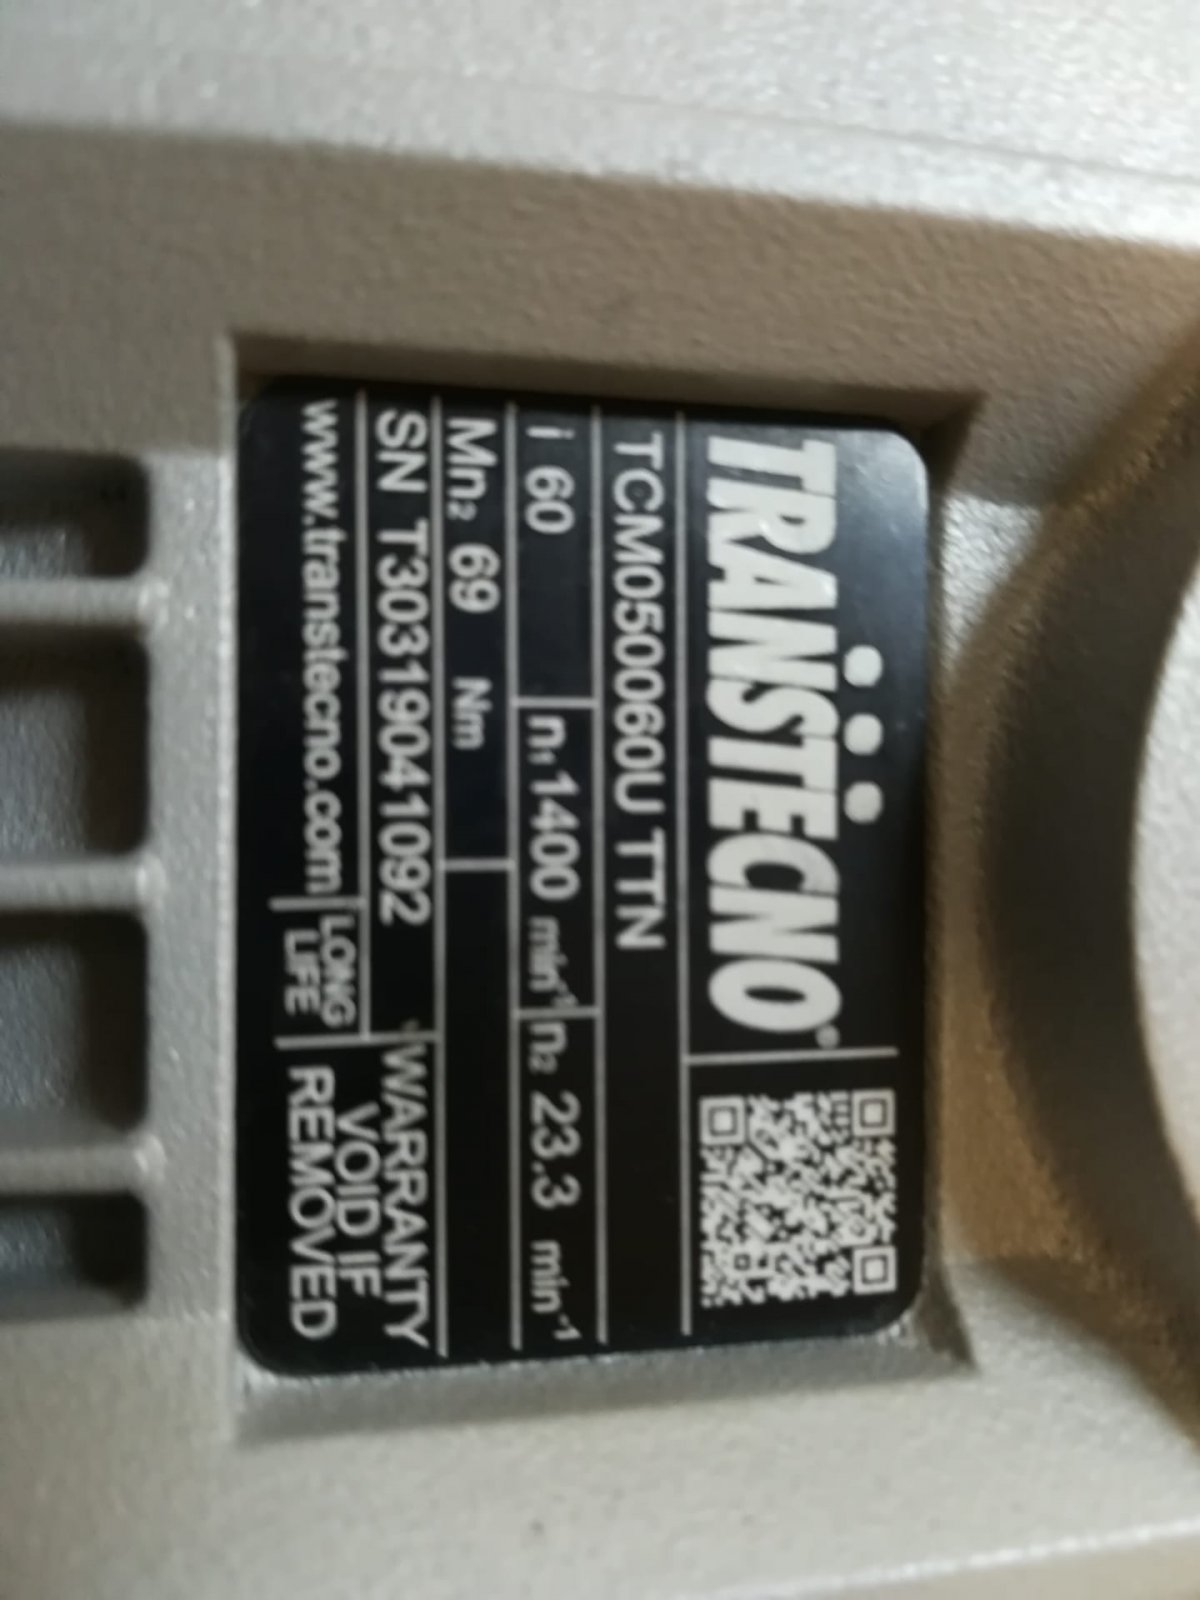 TRANSTECNO®
TCM050060U TTN
i 60 n₁ 1400 min⁻¹ n₂ 23.3 min⁻¹
Mn₂ 69 Nm
SN T30319041092
www.transtecno.com
LONG
LIFE
WARRANTY
VOID IF
REMOVED